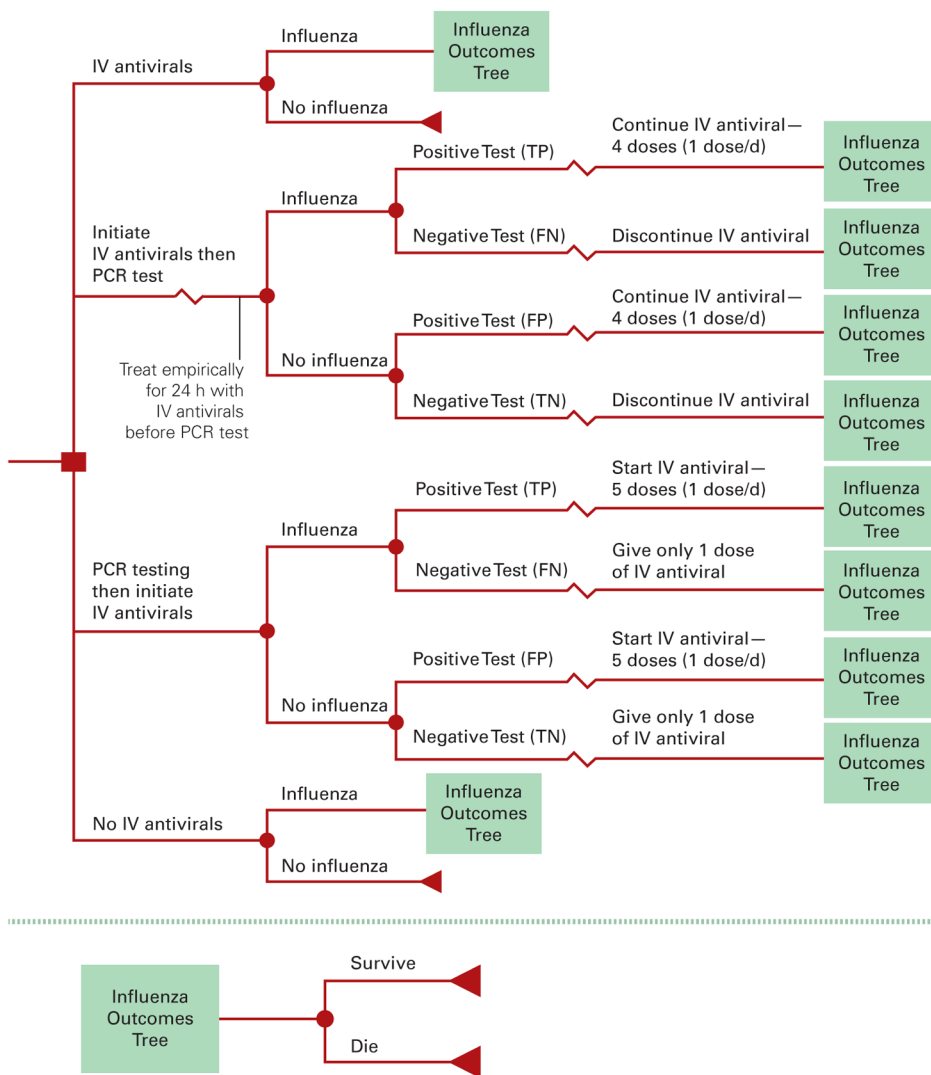 IV antivirals
Influenza
Influenza
Outcomes
Tree
No influenza
Initiate
IV antivirals then
PCR test
Treat empirically
for 24 h with
IV antivirals
before PCR test
Influenza
Positive Test (TP)
Continue IV antiviral—
4 doses (1 dose/d)
Influenza
Outcomes
Tree
Negative Test (FN)
Discontinue IV antiviral
Influenza
Outcomes
Tree
No influenza
Positive Test (FP)
Continue IV antiviral—
4 doses (1 dose/d)
Influenza
Outcomes
Tree
Negative Test (TN)
Discontinue IV antiviral
Influenza
Outcomes
Tree
PCR testing
then initiate
IV antivirals
Influenza
Positive Test (TP)
Start IV antiviral—
5 doses (1 dose/d)
Influenza
Outcomes
Tree
Negative Test (FN)
Give only 1 dose
of IV antiviral
Influenza
Outcomes
Tree
No influenza
Positive Test (FP)
Start IV antiviral—
5 doses (1 dose/d)
Influenza
Outcomes
Tree
Negative Test (TN)
Give only 1 dose
of IV antiviral
Influenza
Outcomes
Tree
No IV antivirals
Influenza
Influenza
Outcomes
Tree
No influenza
Influenza
Outcomes
Tree
Survive
Die